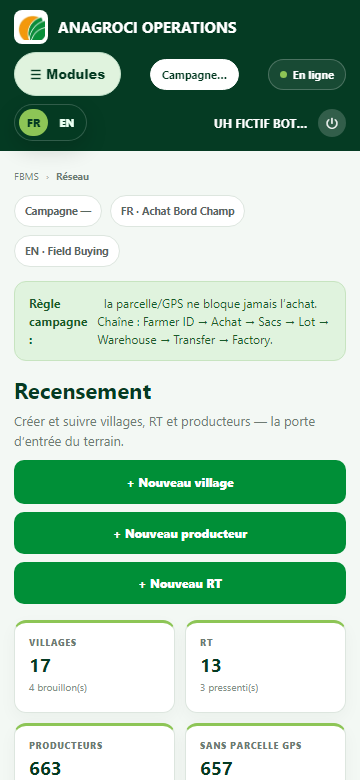 ANAGROCI OPERATIONS
☰ Modules
Campagne...
En ligne
FR EN
UH FICTIF BOT...
FBMS › Réseau
Campagne —
FR · Achat Bord Champ
EN · Field Buying
Règle campagne : la parcelle/GPS ne bloque jamais l'achat.
Chaîne : Farmer ID → Achat → Sacs → Lot →
Warehouse → Transfer → Factory.
Recensement
Créer et suivre villages, RT et producteurs — la porte
d'entrée du terrain.
+ Nouveau village
+ Nouveau producteur
+ Nouveau RT
VILLAGES
17
4 brouillon(s)
RT
13
3 pressenti(s)
PRODUCTEURS
663
SANS PARCELLE GPS
657